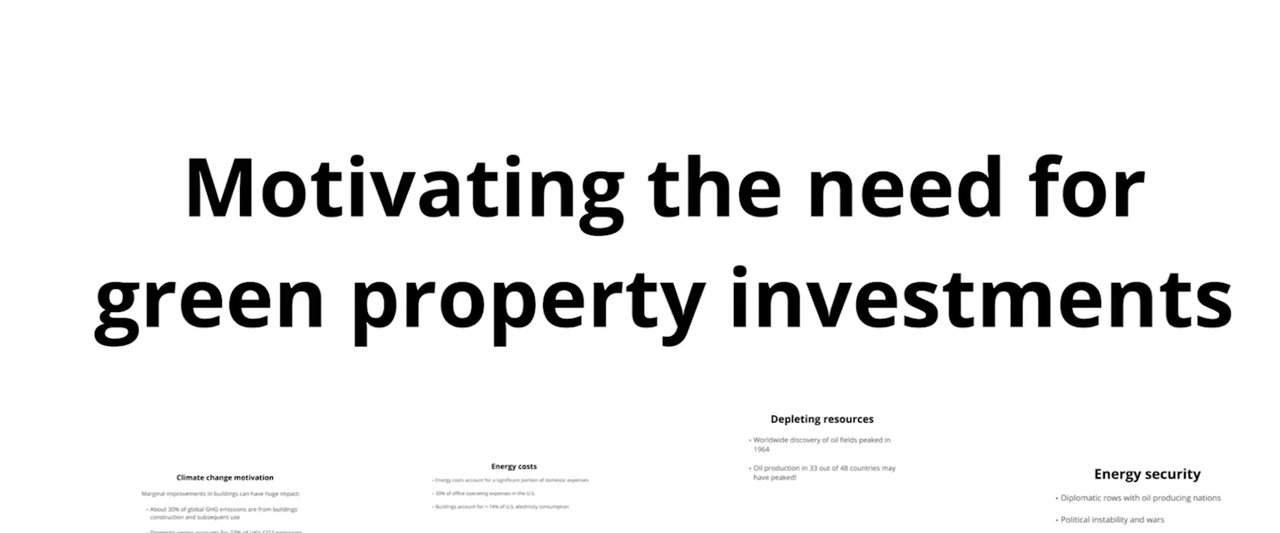 Motivating the need for
green property investments
Climate change motivation
Marginal improvements in buildings can have huge impact:
• About 30% of global GHG emissions are from buildings'
construction and subsequent use
Energy costs
• Energy costs account for a significant portion of domestic expenses
• 30% of office operating expenses in the U.S.
• Buildings account for > 74% of U.S. electricity consumption
Depleting resources
• Worldwide discovery of oil fields peaked in
1964
• Oil production in 33 out of 48 countries may
have peaked!
Energy security
• Diplomatic rows with oil producing nations
• Political instability and wars